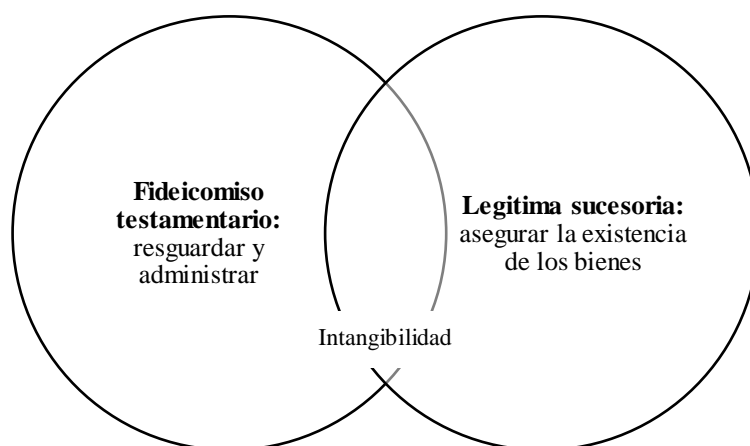 Fideicomiso
testamentario:
resguardar y
administrar
Legitima sucesoria:
asegurar la existencia
de los bienes
Intangibilidad